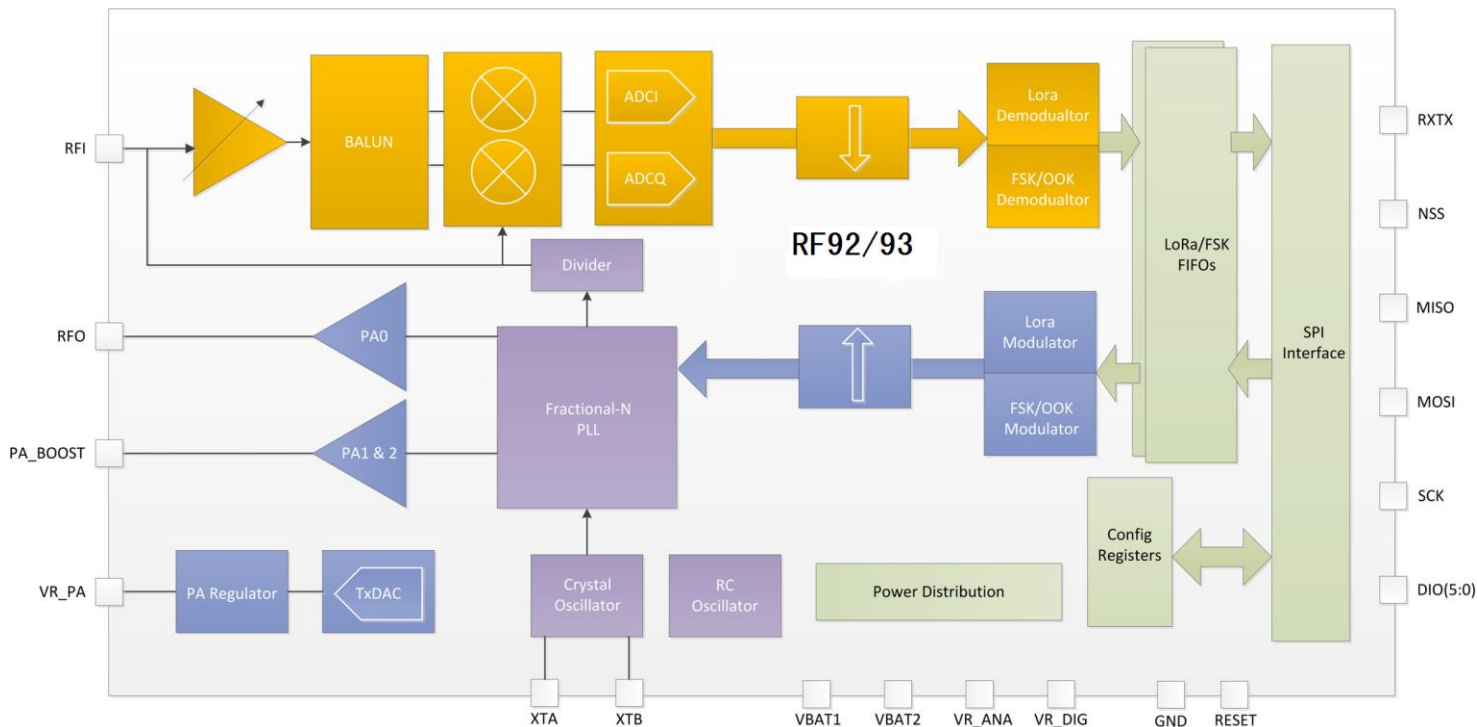 RFI
BALUN
ADCI
ADCQ
Lora
Demodualtor
FSK/OOK
Demodualtor
LoRa/FSK
FIFOs
SPI
Interface
RXTX
NSS
MISO
MOSI
SCK
DIO(5:0)
RF92/93
Divider
RFO
PA0
Fractional-N
PLL
Lora
Modulator
FSK/OOK
Modulator
PA_BOOST
PA1 & 2
VR_PA
PA Regulator
TxDAC
Crystal
Oscillator
RC
Oscillator
Power Distribution
Config
Registers
XTA
XTB
VBAT1
VBAT2
VR_ANA
VR_DIG
GND
RESET